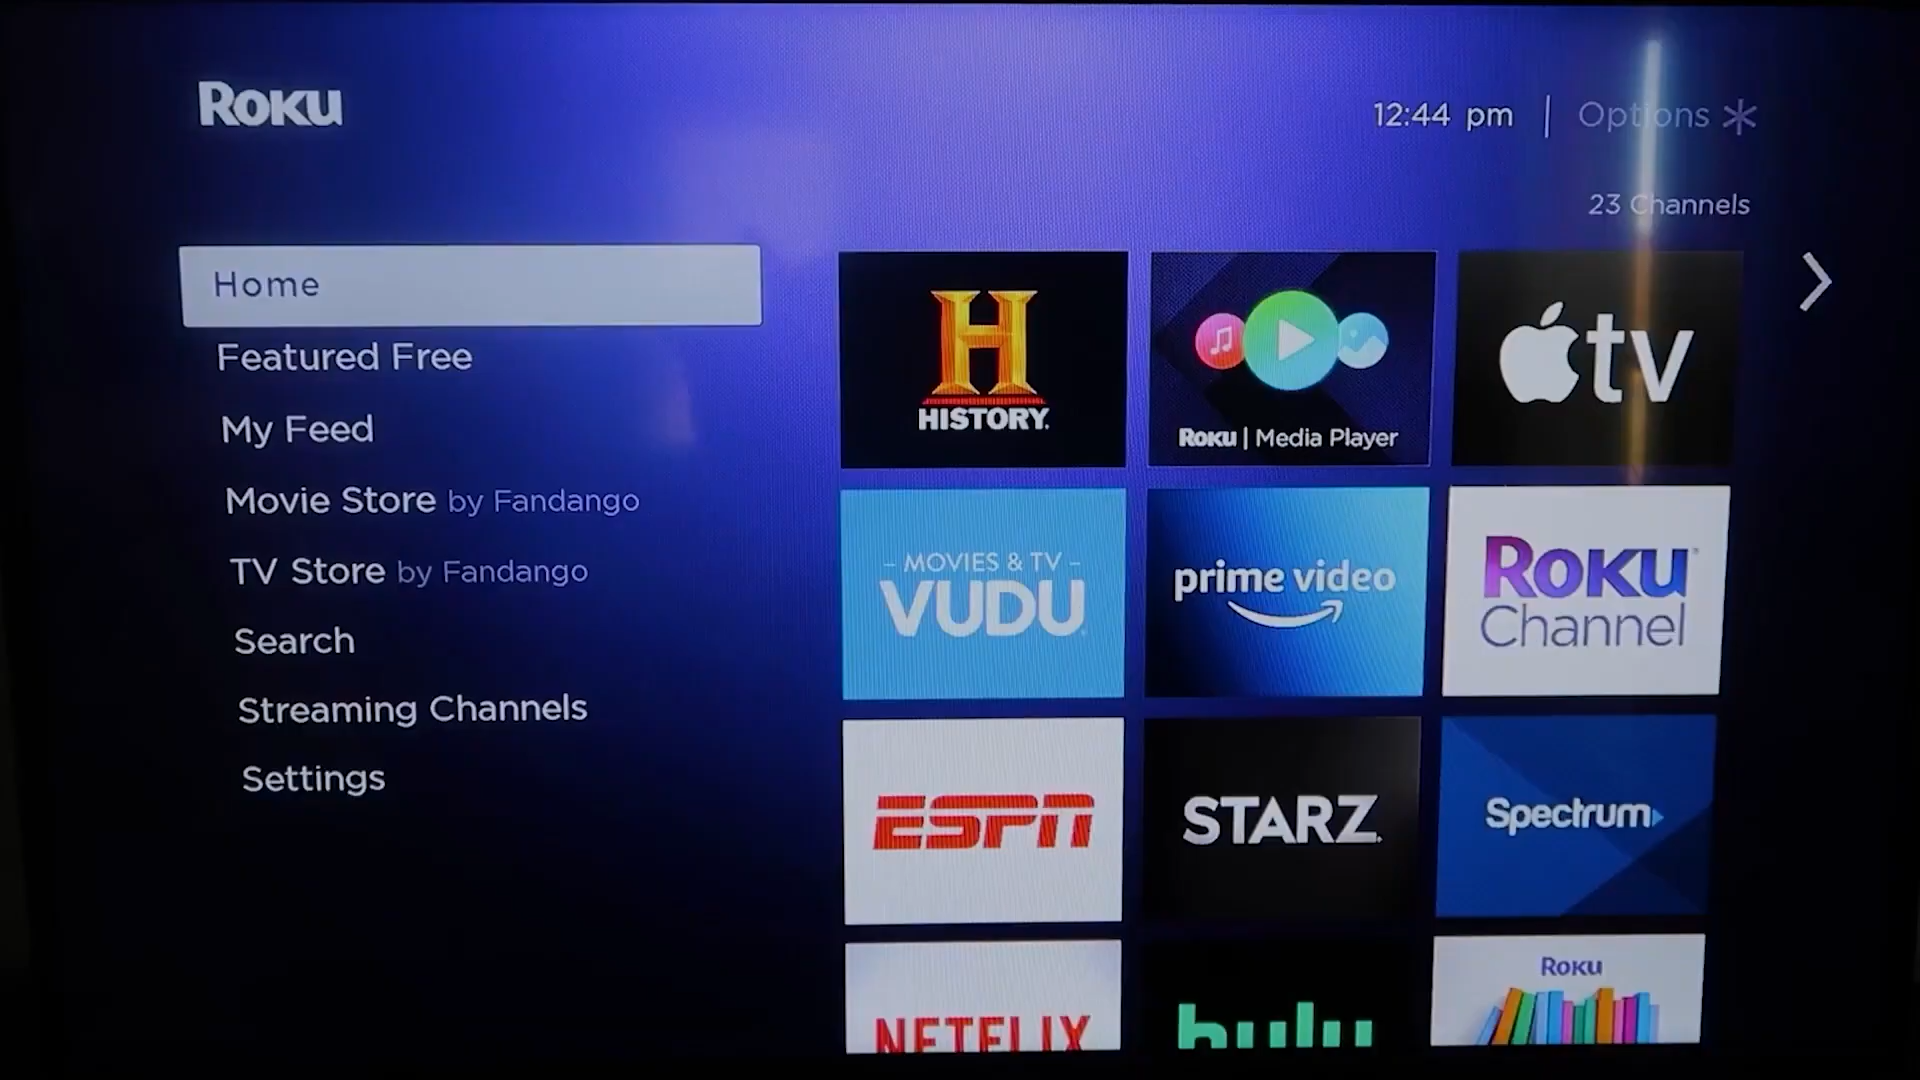 Roku
12:44 pm | Options *
23 Channels
Home
Featured Free
My Feed
Movie Store by Fandango
TV Store by Fandango
Search
Streaming Channels
Settings
HISTORY.
Roku | Media Player
tv
- MOVIES & TV -
VUDU
prime video
Roku
Channel
ESPN
STARZ
Spectrum
NETFLIX
hulu
Roku